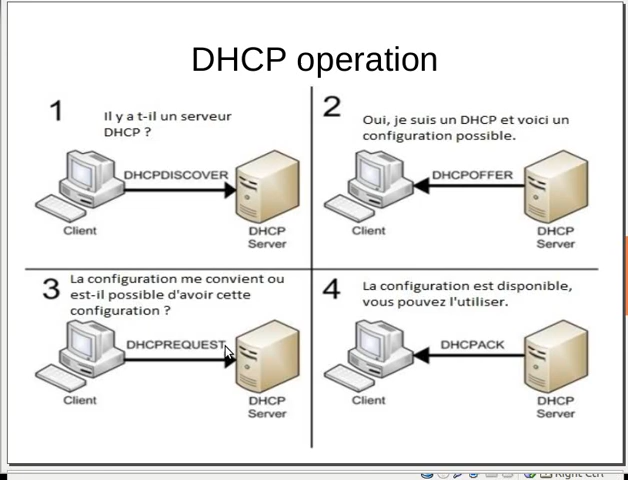 DHCP operation
1
Il y a t-il un serveur
DHCP ?
DHCPDISCOVER
Client
DHCP
Server
2
Oui, je suis un DHCP et voici un
configuration possible.
DHCPOFFER
Client
DHCP
Server
3
La configuration me convient ou
est-il possible d'avoir cette
configuration ?
DHCPREQUEST
Client
DHCP
Server
4
La configuration est disponible,
vous pouvez l'utiliser.
DHCPACK
Client
DHCP
Server
Right Ctrl